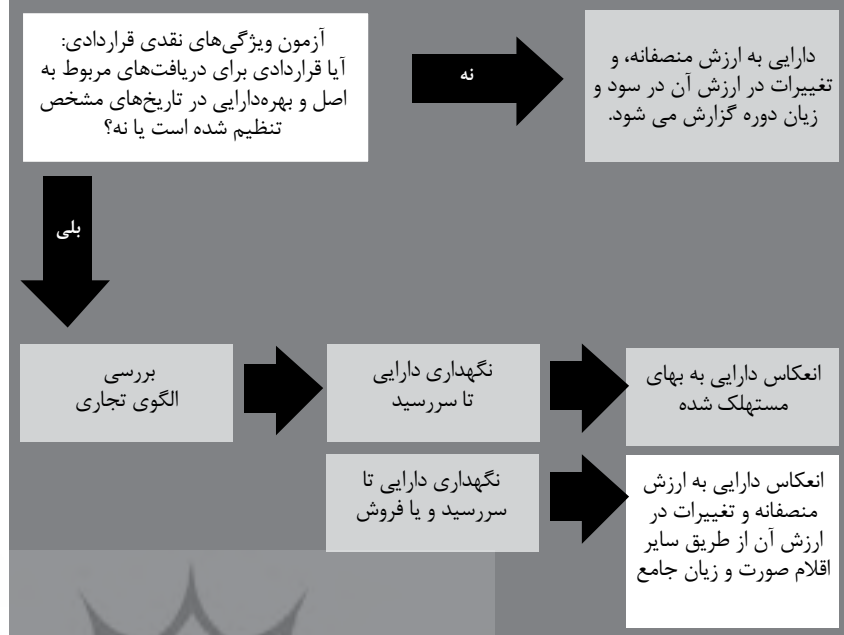 آزمون ویژگی‌های نقدی قراردادی:
آیا قراردادی برای دریافت‌های مربوط به
اصل و بهره‌دارایی در تاریخ‌های مشخص
تنظیم شده است یا نه؟
نه
دارایی به ارزش منصفانه، و
تغییرات در ارزش آن در سود و
زیان دوره گزارش می شود.
بلی
بررسی
الگوی تجاری
نگهداری دارایی
تا سررسید
انعکاس دارایی به بهای
مستهلک شده
نگهداری دارایی تا
سررسید و یا فروش
انعکاس دارایی به ارزش
منصفانه و تغییرات در
ارزش آن از طریق سایر
اقلام صورت و زیان جامع